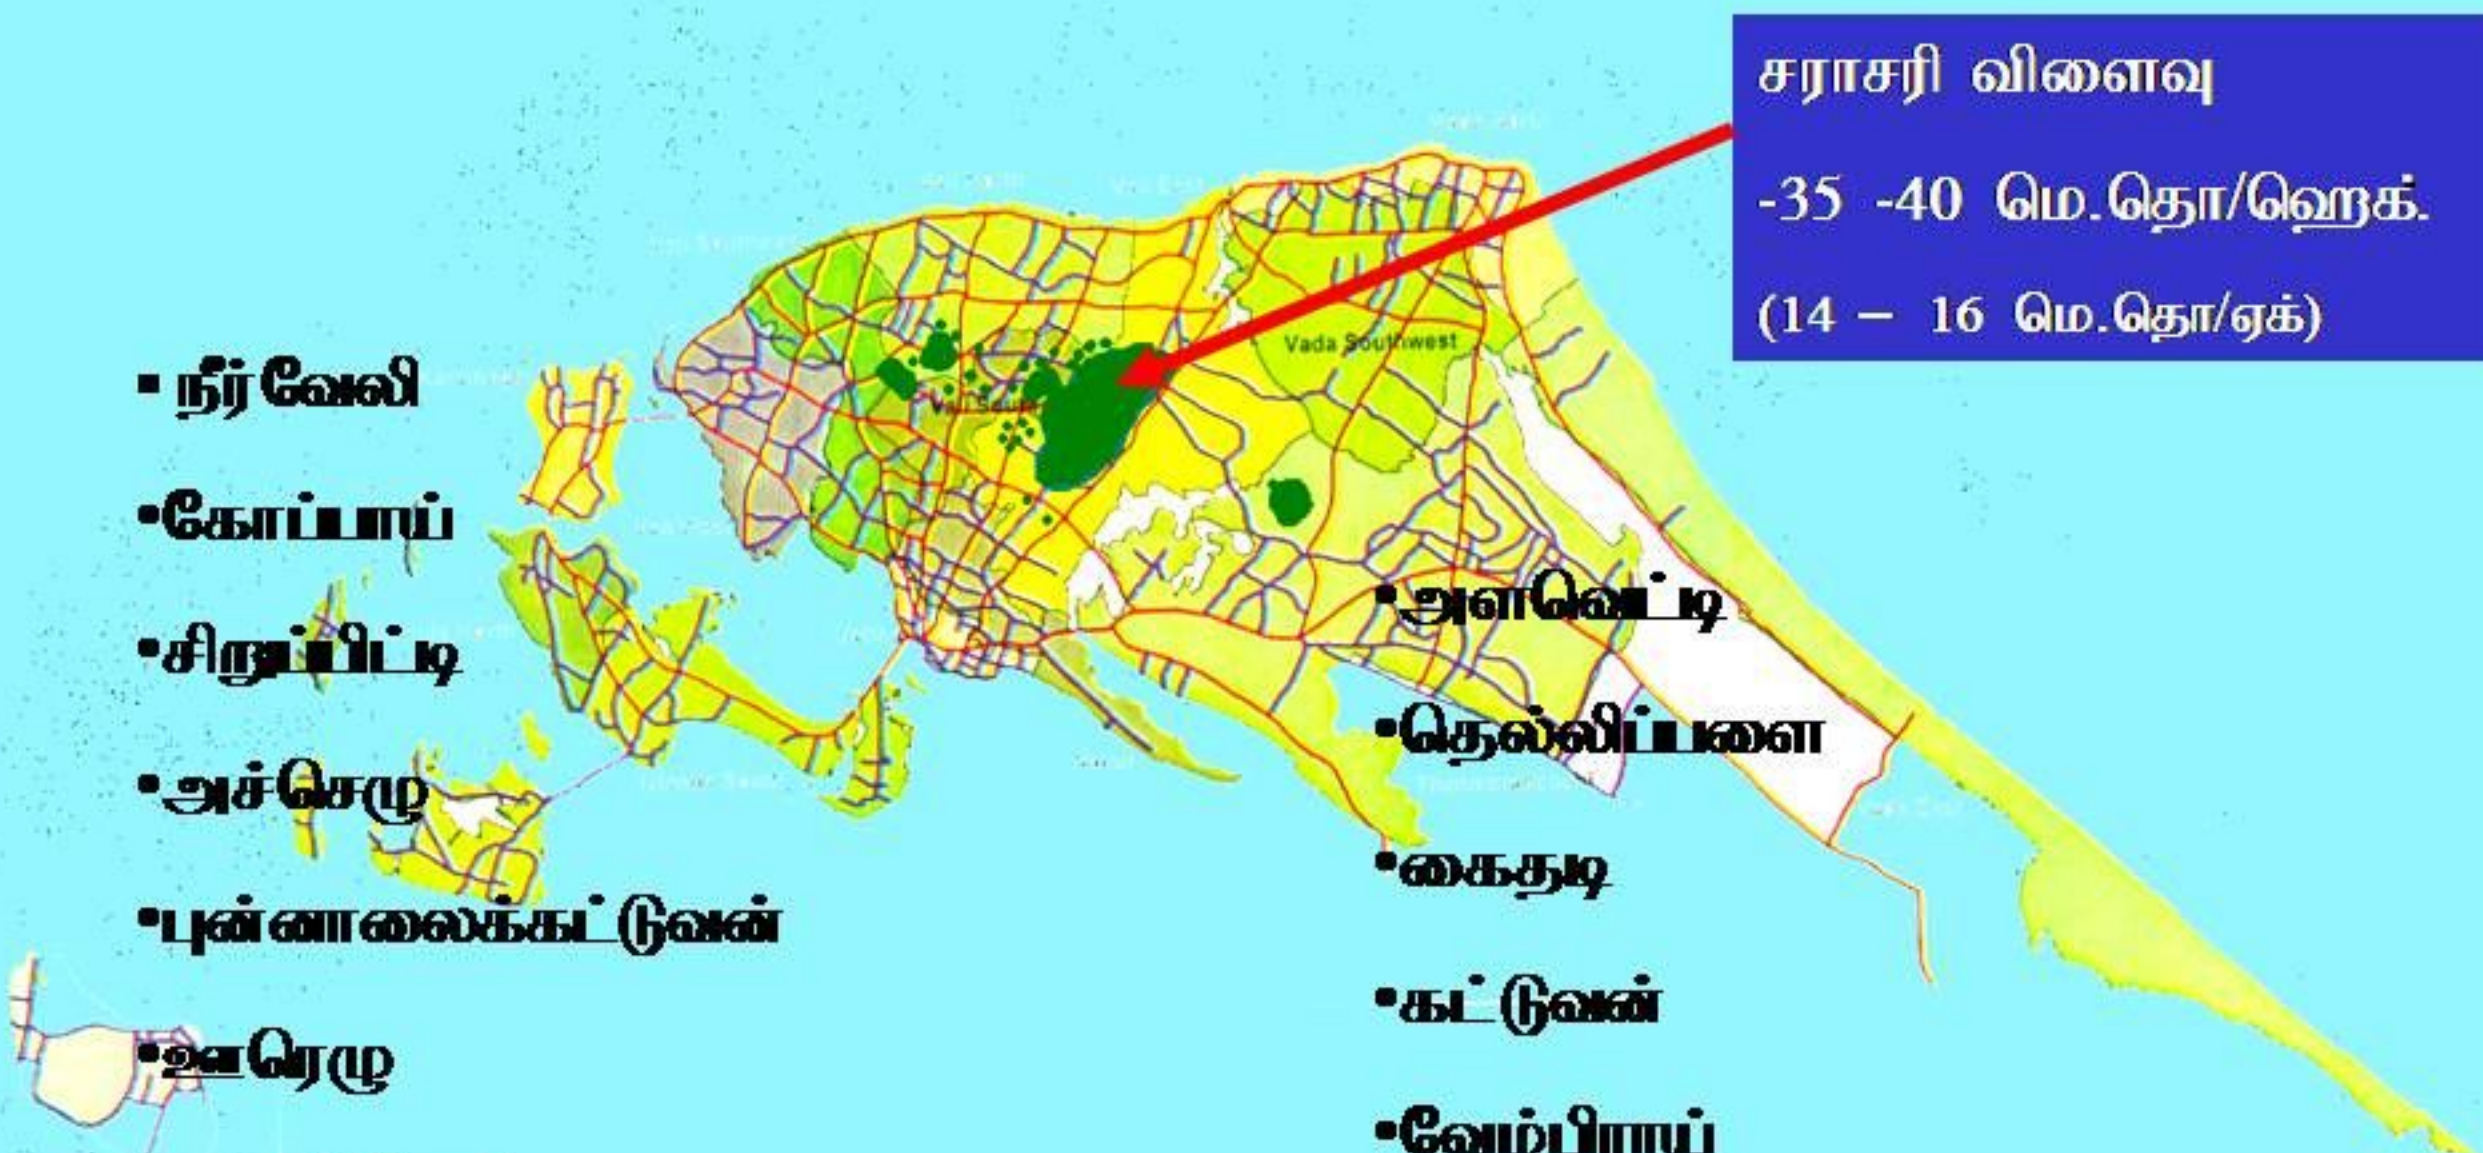 சராசரி விளைவு
-35 -40 மெ.தொ/ஹெக்.
(14 – 16 மெ.தொ/ஏக்)
Vada Southwest
▪ நீர்வேலி
•கோப்பாய்
•சிறுப்பிட்டி
•அச்செழு
•புன்னாலைக்கட்டுவன்
•ஊரெழு
•அளவெட்டி
•தெல்லிப்பளை
•கைதடி
•கட்டுவன்
•வேம்பிராய்